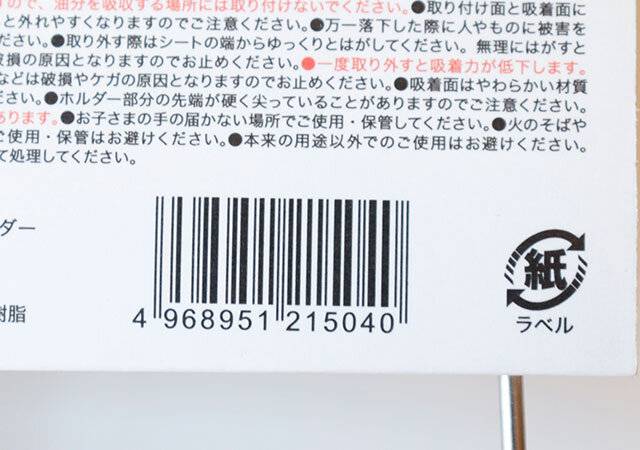 ので、油分を吸収する場所には取り付けないでください。●取り付け面と吸着面に
と外れやすくなりますのでご注意ください。●万一落下した際に人やものに被害を
ださい。●取り外す際はシートの端からゆっくりとはがしてください。無理にはがすと
破損の原因となりますのでお止めください。●一度取り外すと吸着力が低下します。
などは破損やケガの原因となりますのでお止めください。●吸着面はやわらかい材質
ださい。●ホルダー部分の先端が硬く尖っていることがありますのでご注意ください。
あります。●お子さまの手の届かない場所でご使用・保管してください。●火のそばや
ご使用・保管はお避けください。●本来の用途以外でのご使用はお避けください。
て処理してください。
ダー
樹脂
4 968951 215040
紙
ラベル